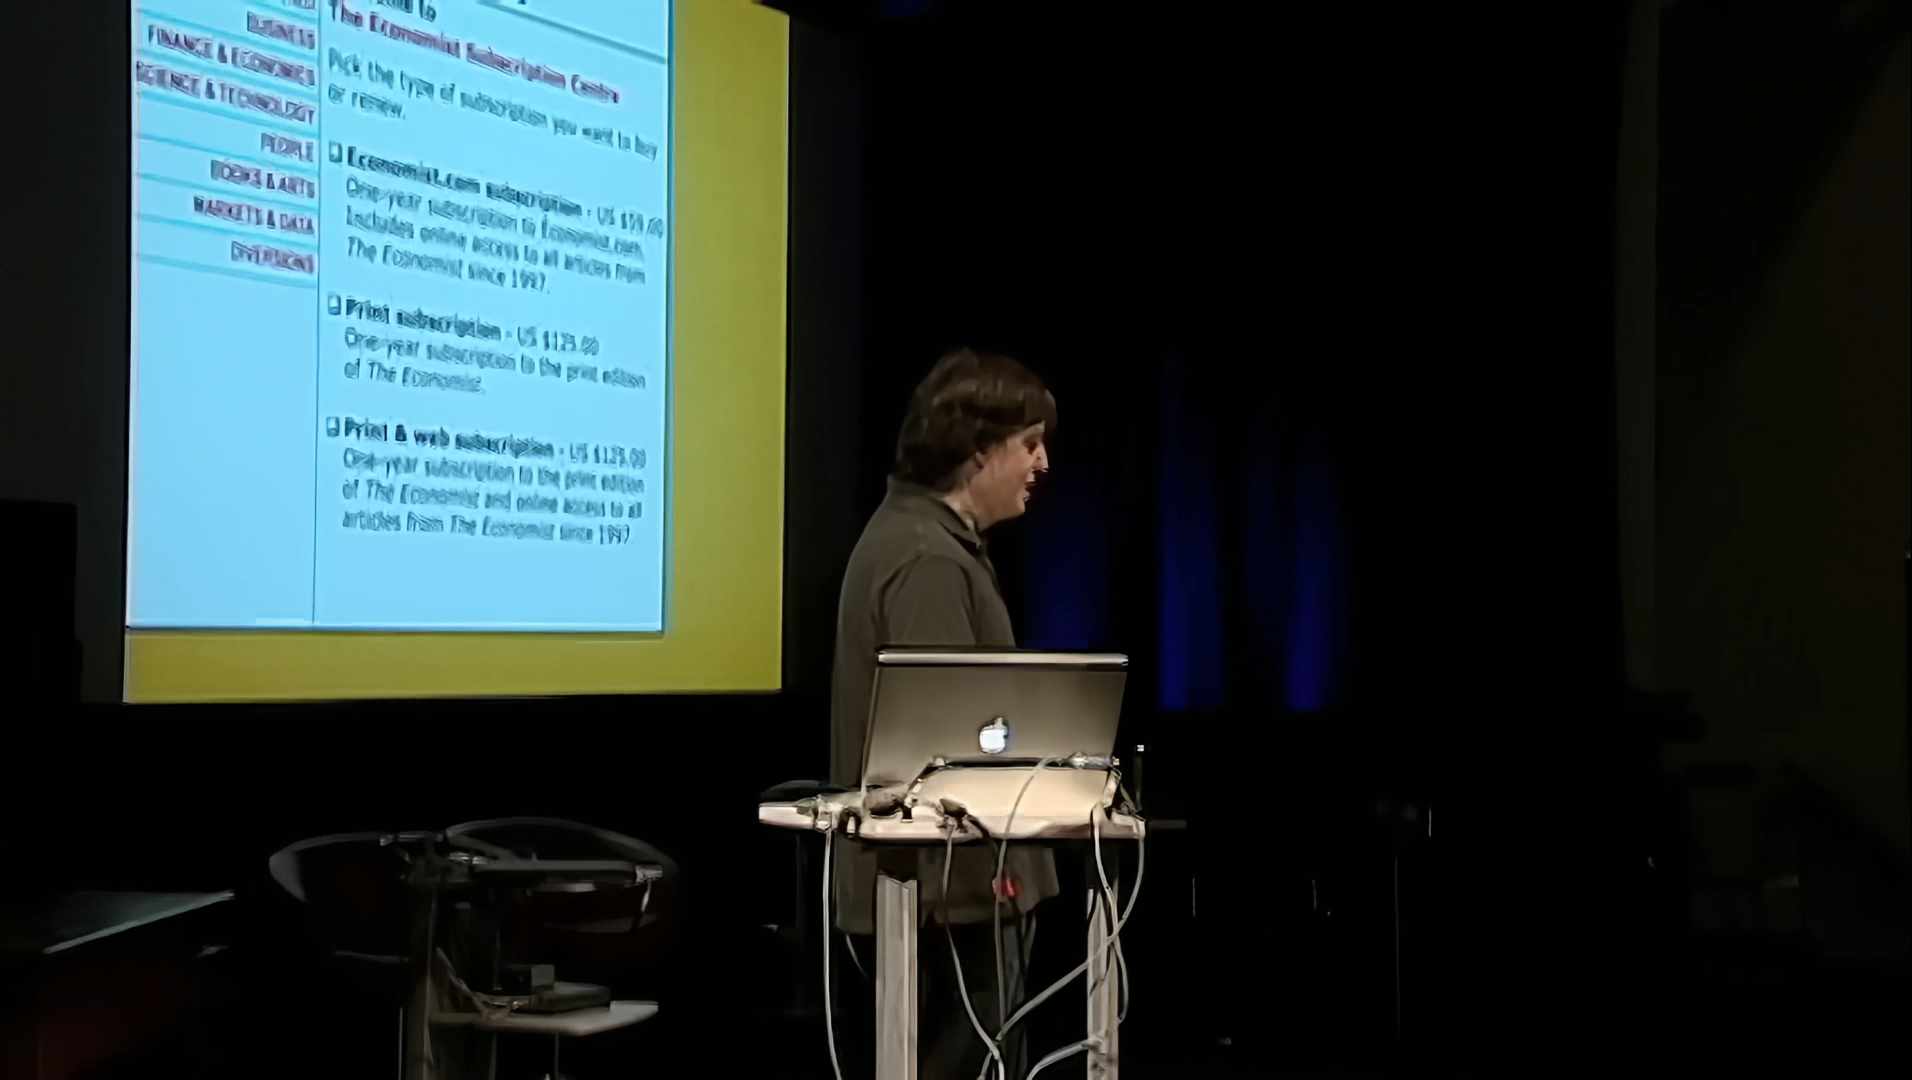 The Economist Subscription Centre
Pick the type of subscription you want to buy
or renew.
BUSINESS
FINANCE & ECONOMICS
SCIENCE & TECHNOLOGY
PEOPLE
BOOKS & ARTS
MARKETS & DATA
DIVERSIONS
Economist.com subscription - US $59.00
One-year subscription to Economist.com.
Includes online access to all articles from
The Economist since 1997.
Print subscription - US $125.00
One-year subscription to the print edition
of The Economist.
Print & web subscription - US $125.00
One-year subscription to the print edition
of The Economist and online access to all
articles from The Economist since 1997.